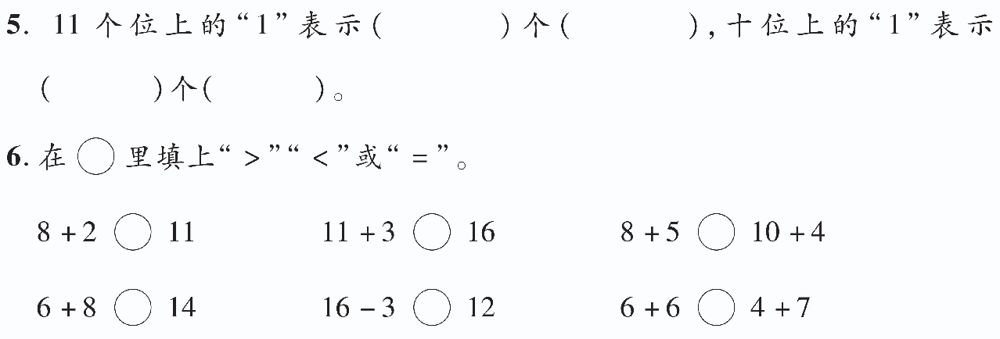 5. 11 个位上的“1”表示(　　)个(　　),十位上的“1”表示
(　　)个(　　)。
6. 在 ○ 里填上“ > ”“ < ”或“ = ”。
8 + 2 ○ 11　　11 + 3 ○ 16　　8 + 5 ○ 10 + 4
6 + 8 ○ 14　　16 − 3 ○ 12　　6 + 6 ○ 4 + 7